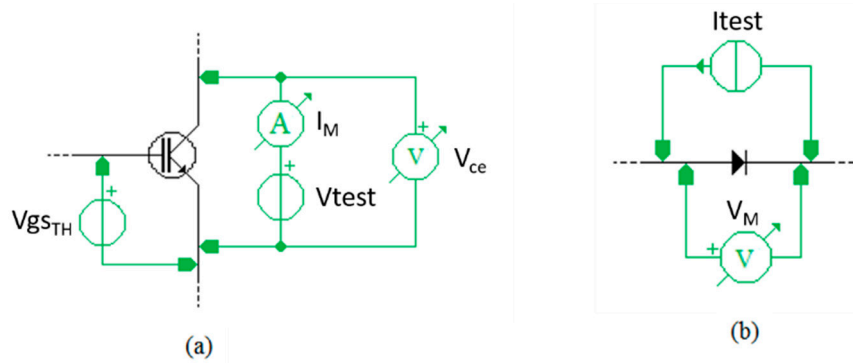 A
I_M
+
V
V_ce
+
Vtest
+
Vgs_TH
(a)
Itest
V_M
+
V
(b)